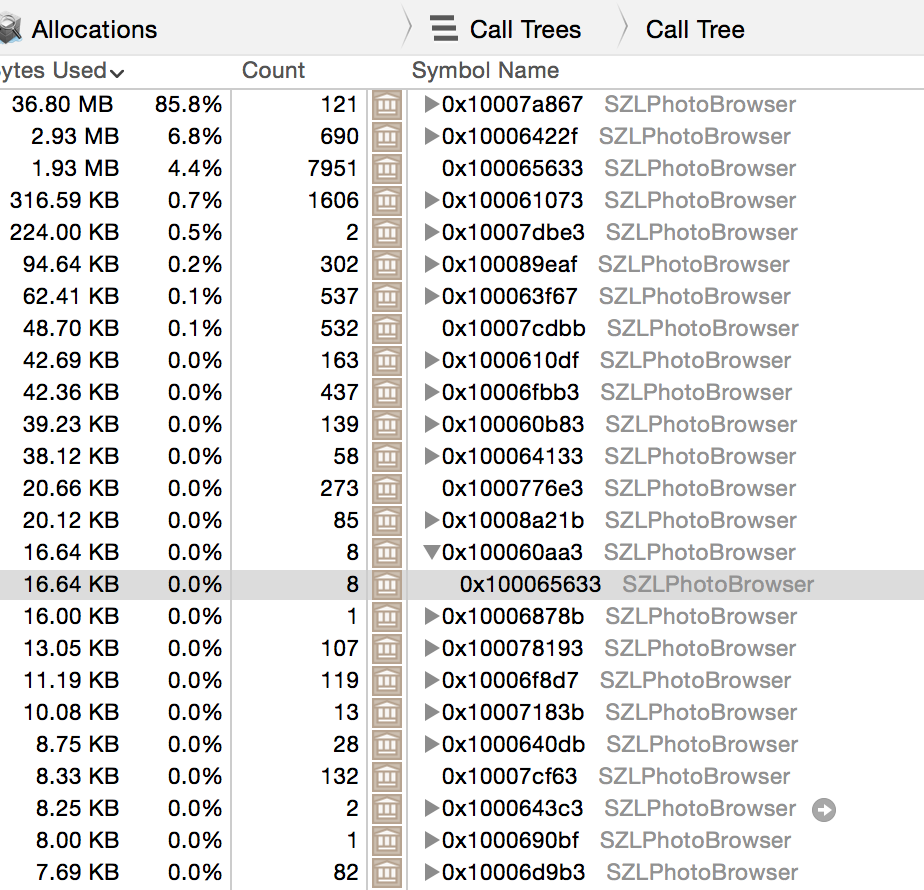 Allocations Call Trees Call Tree
ytes Used Count Symbol Name
36.80 MB 85.8% 121 0x10007a867 SZLPhotoBrowser
2.93 MB 6.8% 690 0x10006422f SZLPhotoBrowser
1.93 MB 4.4% 7951 0x100065633 SZLPhotoBrowser
316.59 KB 0.7% 1606 0x100061073 SZLPhotoBrowser
224.00 KB 0.5% 2 0x10007dbe3 SZLPhotoBrowser
94.64 KB 0.2% 302 0x100089eaf SZLPhotoBrowser
62.41 KB 0.1% 537 0x100063f67 SZLPhotoBrowser
48.70 KB 0.1% 532 0x10007cdbb SZLPhotoBrowser
42.69 KB 0.0% 163 0x1000610df SZLPhotoBrowser
42.36 KB 0.0% 437 0x10006fbb3 SZLPhotoBrowser
39.23 KB 0.0% 139 0x100060b83 SZLPhotoBrowser
38.12 KB 0.0% 58 0x100064133 SZLPhotoBrowser
20.66 KB 0.0% 273 0x1000776e3 SZLPhotoBrowser
20.12 KB 0.0% 85 0x10008a21b SZLPhotoBrowser
16.64 KB 0.0% 8 0x100060aa3 SZLPhotoBrowser
16.64 KB 0.0% 8 0x100065633 SZLPhotoBrowser
16.00 KB 0.0% 1 0x10006878b SZLPhotoBrowser
13.05 KB 0.0% 107 0x100078193 SZLPhotoBrowser
11.19 KB 0.0% 119 0x10006f8d7 SZLPhotoBrowser
10.08 KB 0.0% 13 0x10007183b SZLPhotoBrowser
8.75 KB 0.0% 28 0x1000640db SZLPhotoBrowser
8.33 KB 0.0% 132 0x10007cf63 SZLPhotoBrowser
8.25 KB 0.0% 2 0x1000643c3 SZLPhotoBrowser
8.00 KB 0.0% 1 0x1000690bf SZLPhotoBrowser
7.69 KB 0.0% 82 0x10006d9b3 SZLPhotoBrowser